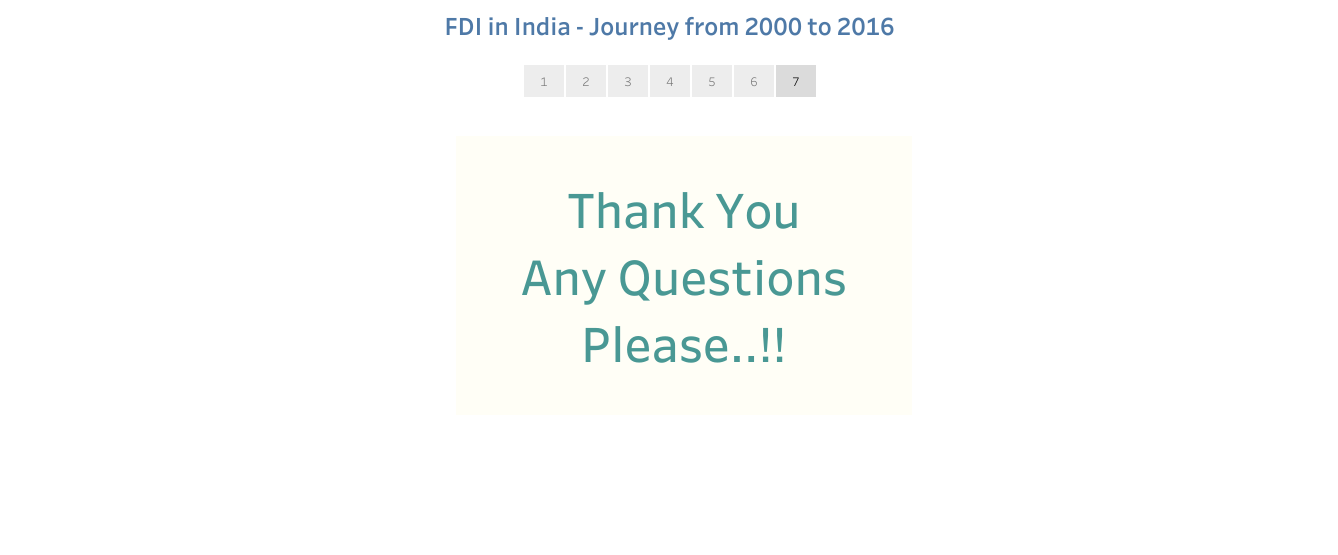 FDI in India - Journey from 2000 to 2016
1 2 3 4 5 6 7
Thank You
Any Questions
Please..!!